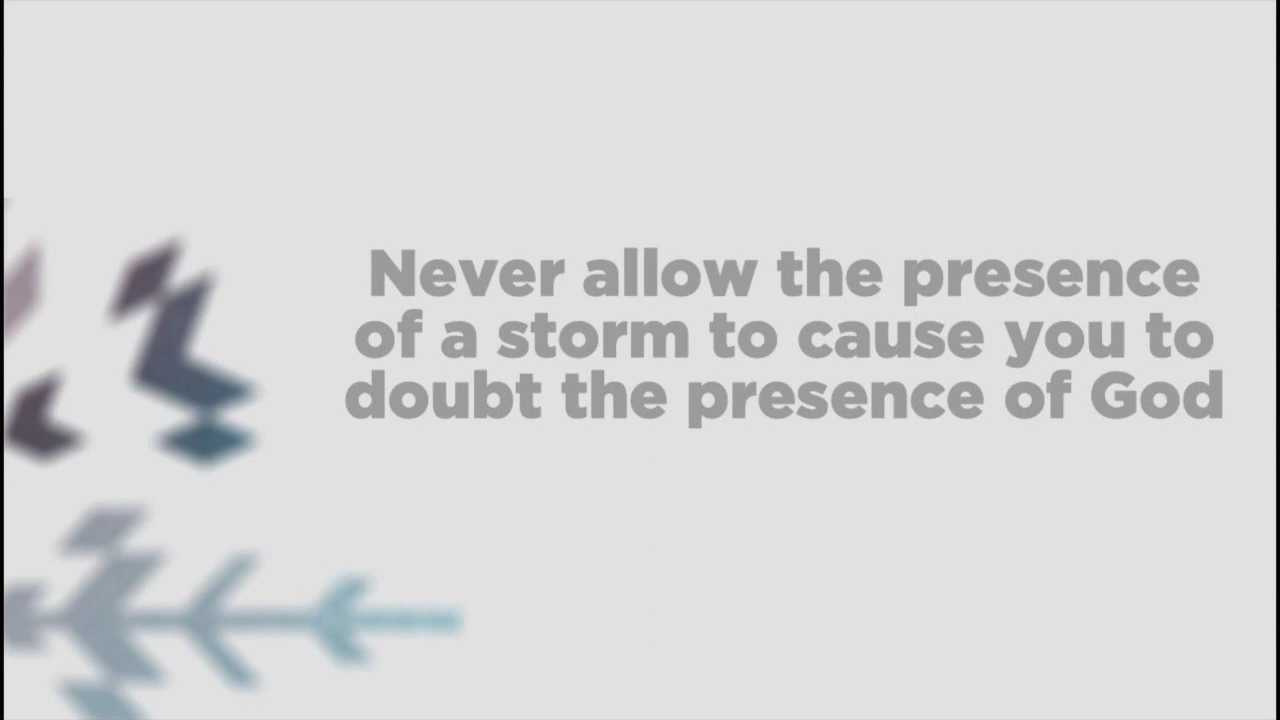 Never allow the presence
of a storm to cause you to
doubt the presence of God